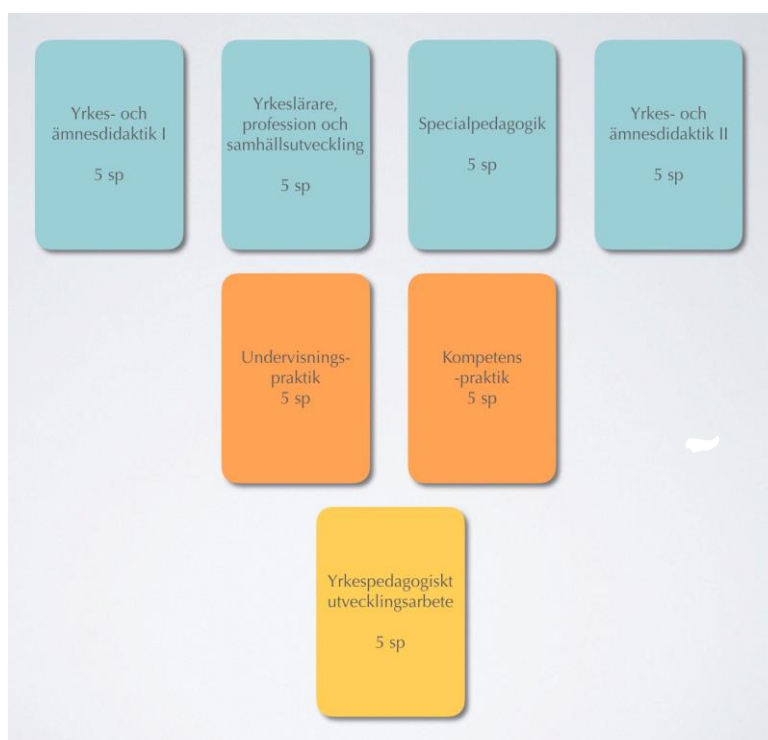 Yrkes- och
ämnesdidaktik I
5 sp
Yrkeslärare,
profession och
samhällsutveckling
5 sp
Specialpedagogik
5 sp
Yrkes- och
ämnesdidaktik II
5 sp
Undervisnings-
praktik
5 sp
Kompetens
-praktik
5 sp
Yrkespedagogiskt
utvecklingsarbete
5 sp